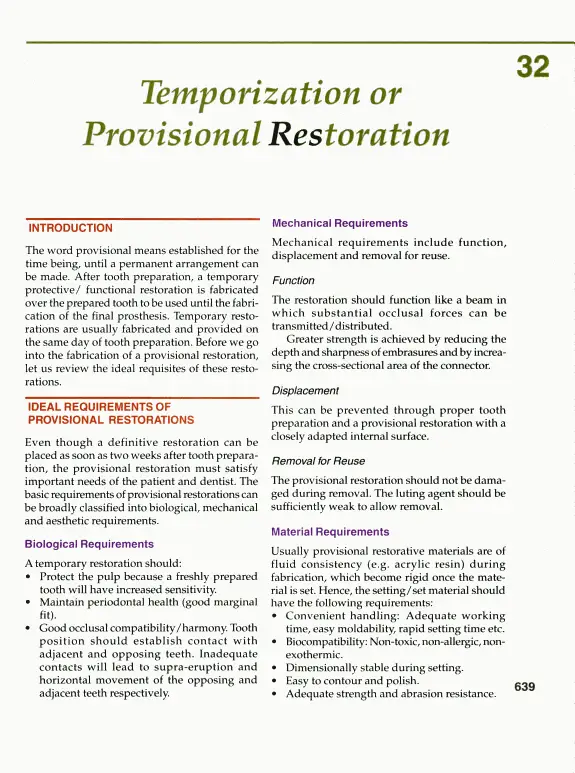 32
Temporization or
Provisional Restoration
INTRODUCTION
The word provisional means established for the
time being, until a permanent arrangement can
be made. After tooth preparation, a temporary
protective/ functional restoration is fabricated
over the prepared tooth to be used until the fabri-
cation of the final prosthesis. Temporary resto-
rations are usually fabricated and provided on
the same day of tooth preparation. Before we go
into the fabrication of a provisional restoration,
let us review the ideal requisites of these resto-
rations.
IDEAL REQUIREMENTS OF
PROVISIONAL RESTORATIONS
Even though a definitive restoration can be
placed as soon as two weeks after tooth prepara-
tion, the provisional restoration must satisfy
important needs of the patient and dentist. The
basic requirements of provisional restorations can
be broadly classified into biological, mechanical
and aesthetic requirements.
Biological Requirements
A temporary restoration should:
• Protect the pulp because a freshly prepared
tooth will have increased sensitivity.
• Maintain periodontal health (good marginal
fit).
• Good occlusal compatibility/harmony. Tooth
position should establish contact with
adjacent and opposing teeth. Inadequate
contacts will lead to supra-eruption and
horizontal movement of the opposing and
adjacent teeth respectively.
Mechanical Requirements
Mechanical requirements include function,
displacement and removal for reuse.
Function
The restoration should function like a beam in
which substantial occlusal forces can be
transmitted/distributed.
Greater strength is achieved by reducing the
depth and sharpness of embrasures and by increa-
sing the cross-sectional area of the connector.
Displacement
This can be prevented through proper tooth
preparation and a provisional restoration with a
closely adapted internal surface.
Removal for Reuse
The provisional restoration should not be dama-
ged during removal. The luting agent should be
sufficiently weak to allow removal.
Material Requirements
Usually provisional restorative materials are of
fluid consistency (e.g. acrylic resin) during
fabrication, which become rigid once the mate-
rial is set. Hence, the setting/set material should
have the following requirements:
• Convenient handling: Adequate working
time, easy moldability, rapid setting time etc.
• Biocompatibility: Non-toxic, non-allergic, non-
exothermic.
• Dimensionally stable during setting.
• Easy to contour and polish.
• Adequate strength and abrasion resistance.
639